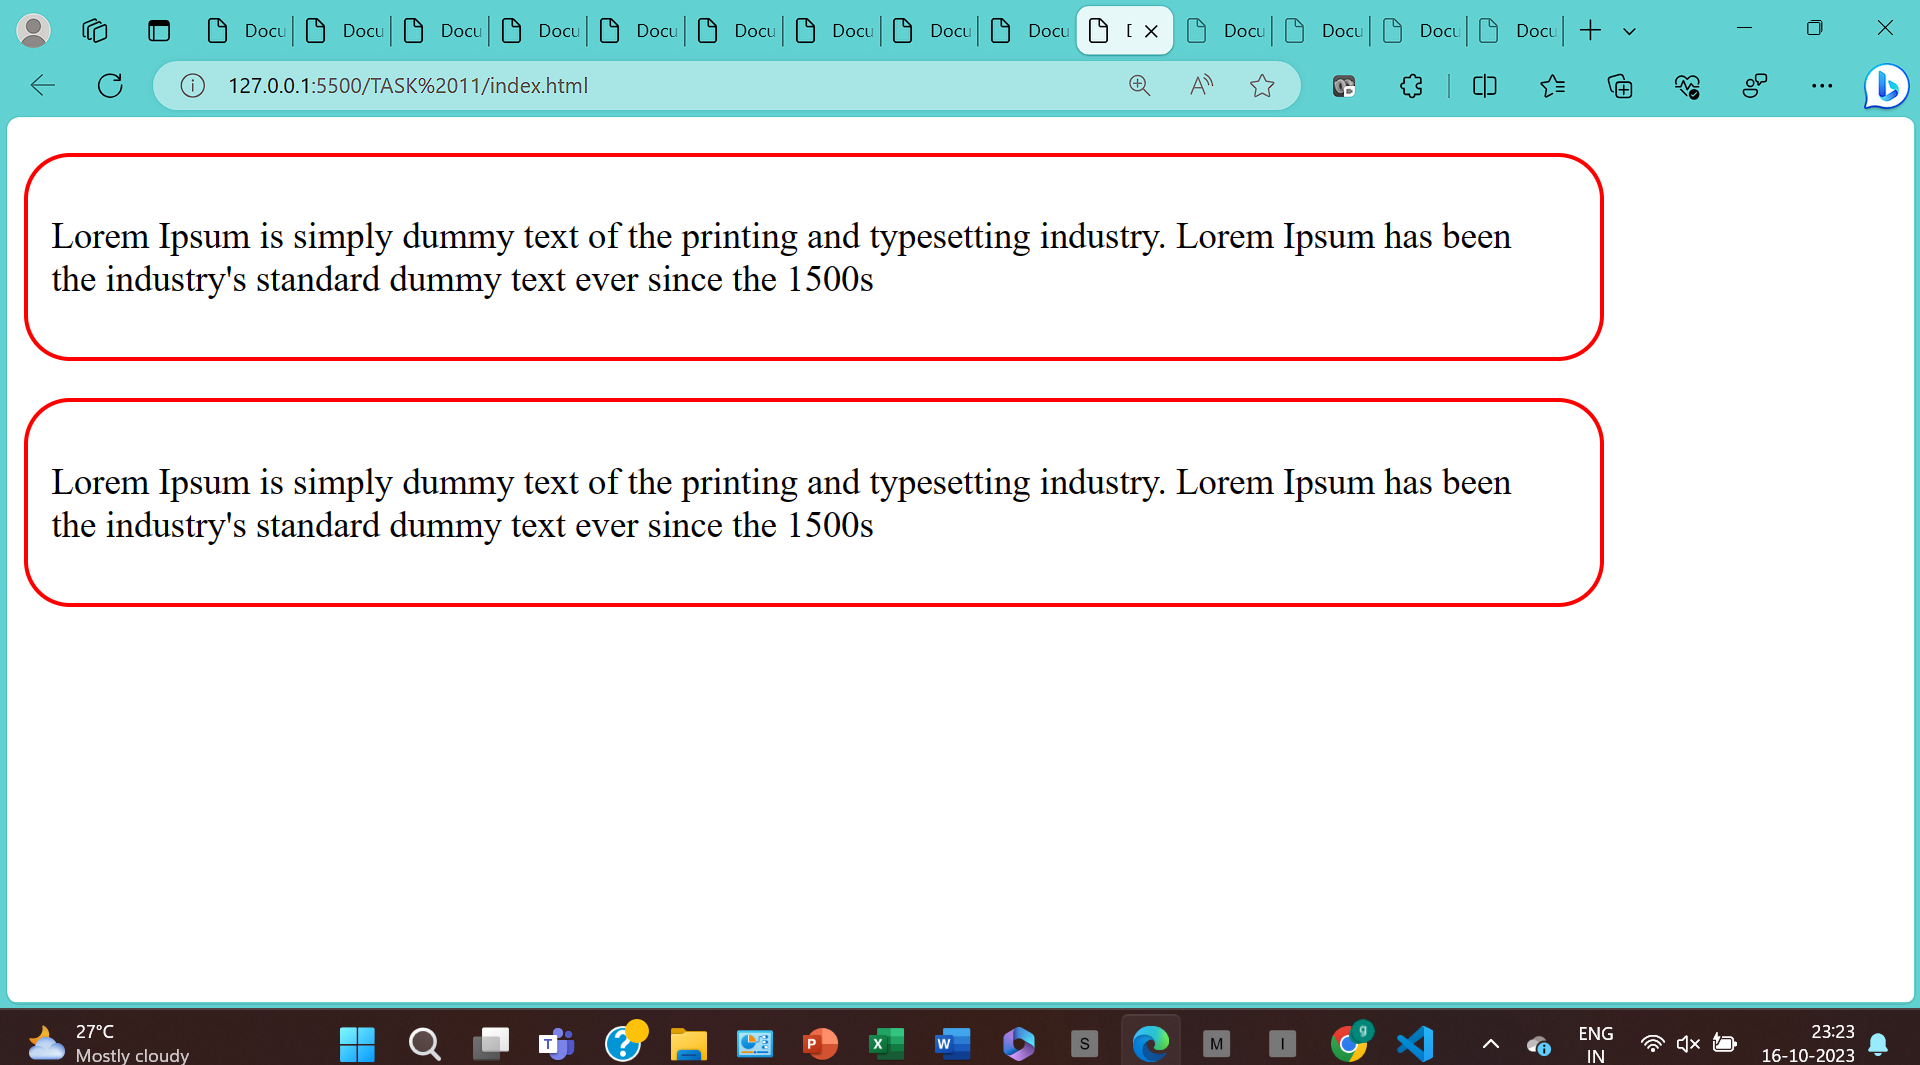 Docu Docu Docu Docu Docu Docu Docu Docu Docu Docu Docu Docu Docu
127.0.0.1:5500/TASK%2011/index.html
Lorem Ipsum is simply dummy text of the printing and typesetting industry. Lorem Ipsum has been
the industry's standard dummy text ever since the 1500s
Lorem Ipsum is simply dummy text of the printing and typesetting industry. Lorem Ipsum has been
the industry's standard dummy text ever since the 1500s
27°C
Mostly cloudy
T
?
P
X
W
S
M
I
g
ENG
IN
23:23
16-10-2023